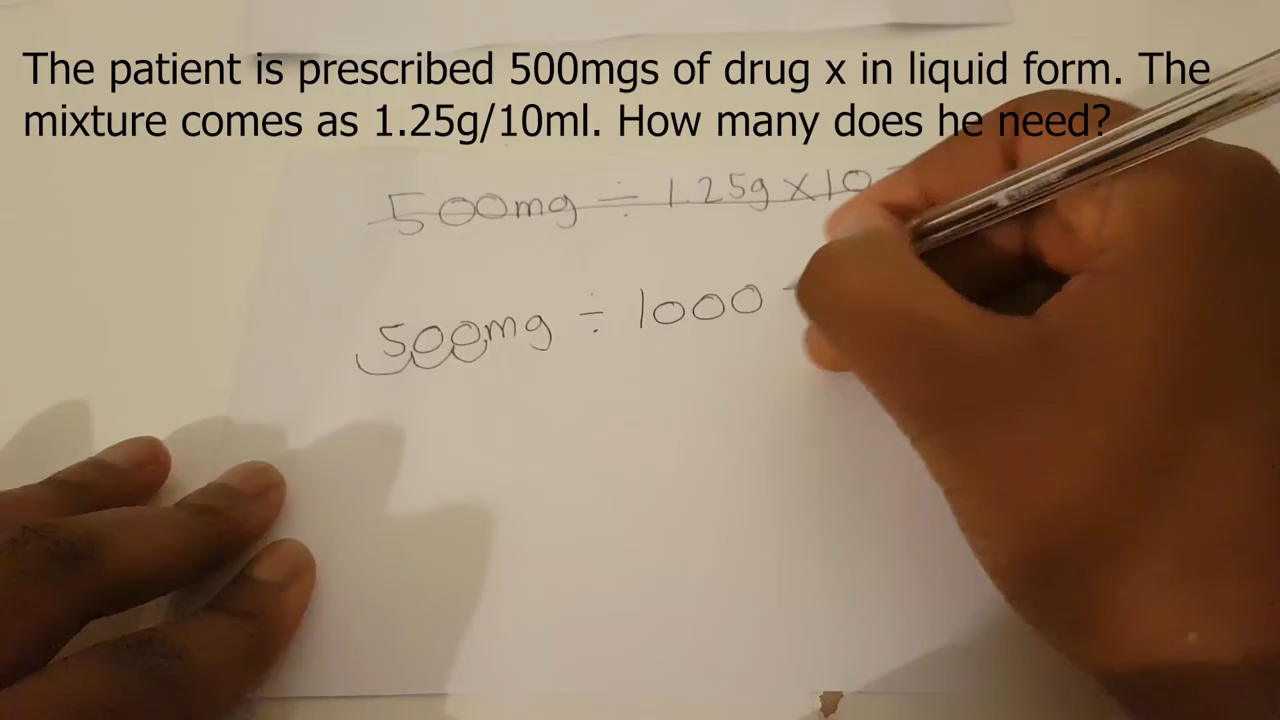 The patient is prescribed 500mgs of drug x in liquid form. The
mixture comes as 1.25g/10ml. How many does he need?
500mg ÷ 1.25g x 10
500mg ÷ 1000